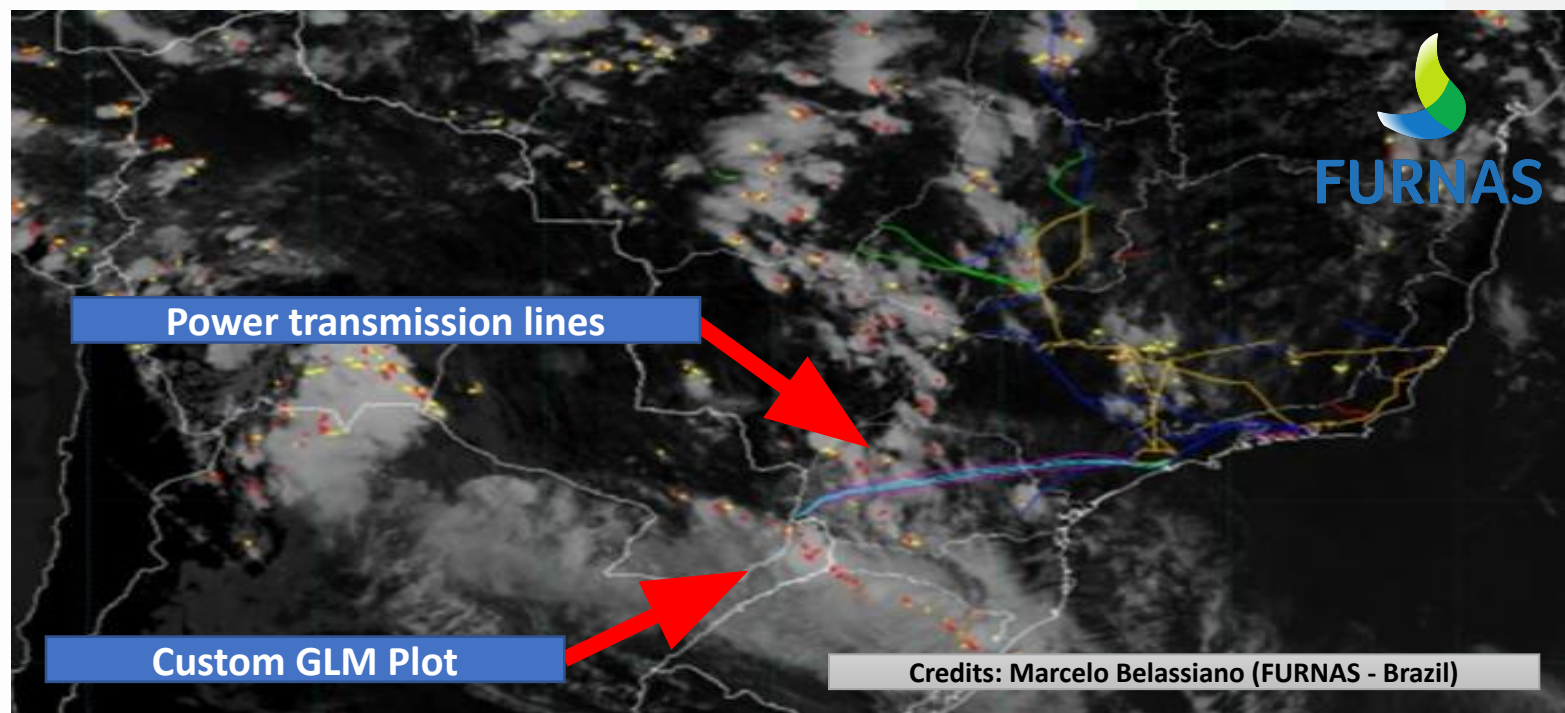 FURNAS
Power transmission lines
Custom GLM Plot
Credits: Marcelo Belassiano (FURNAS - Brazil)